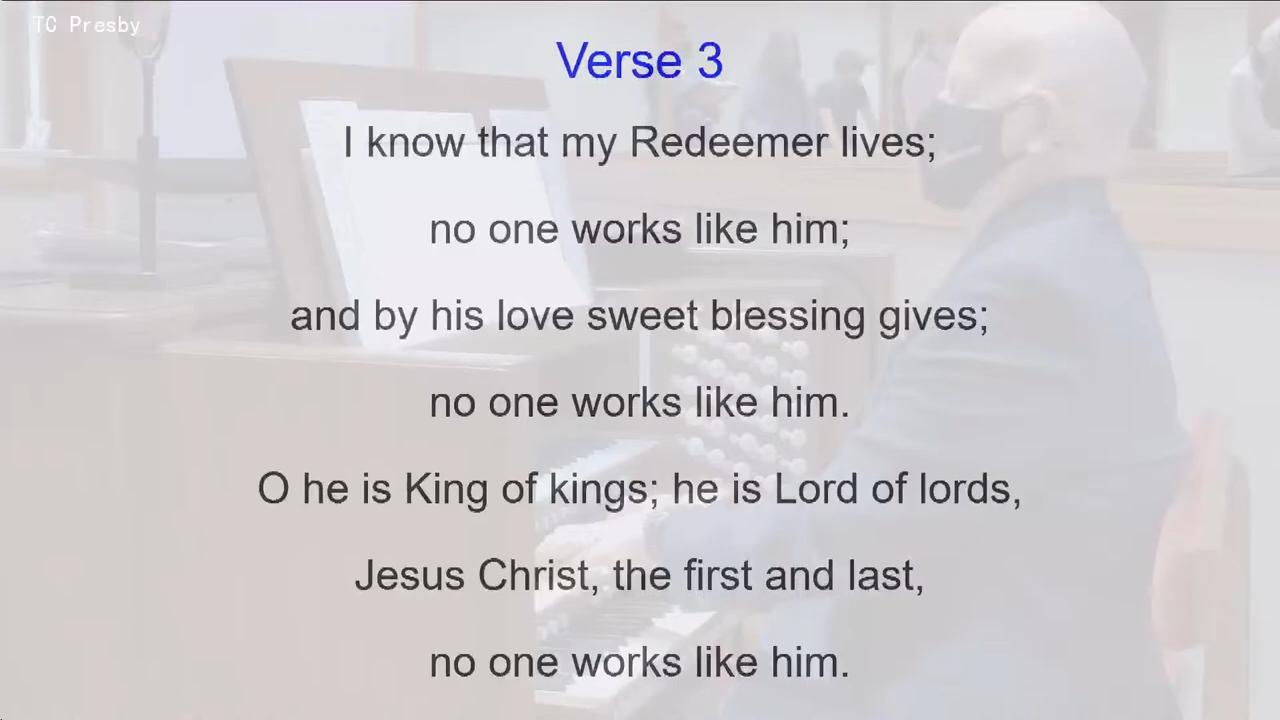 TC Presby
Verse 3
I know that my Redeemer lives;
no one works like him;
and by his love sweet blessing gives;
no one works like him.
O he is King of kings; he is Lord of lords,
Jesus Christ, the first and last,
no one works like him.